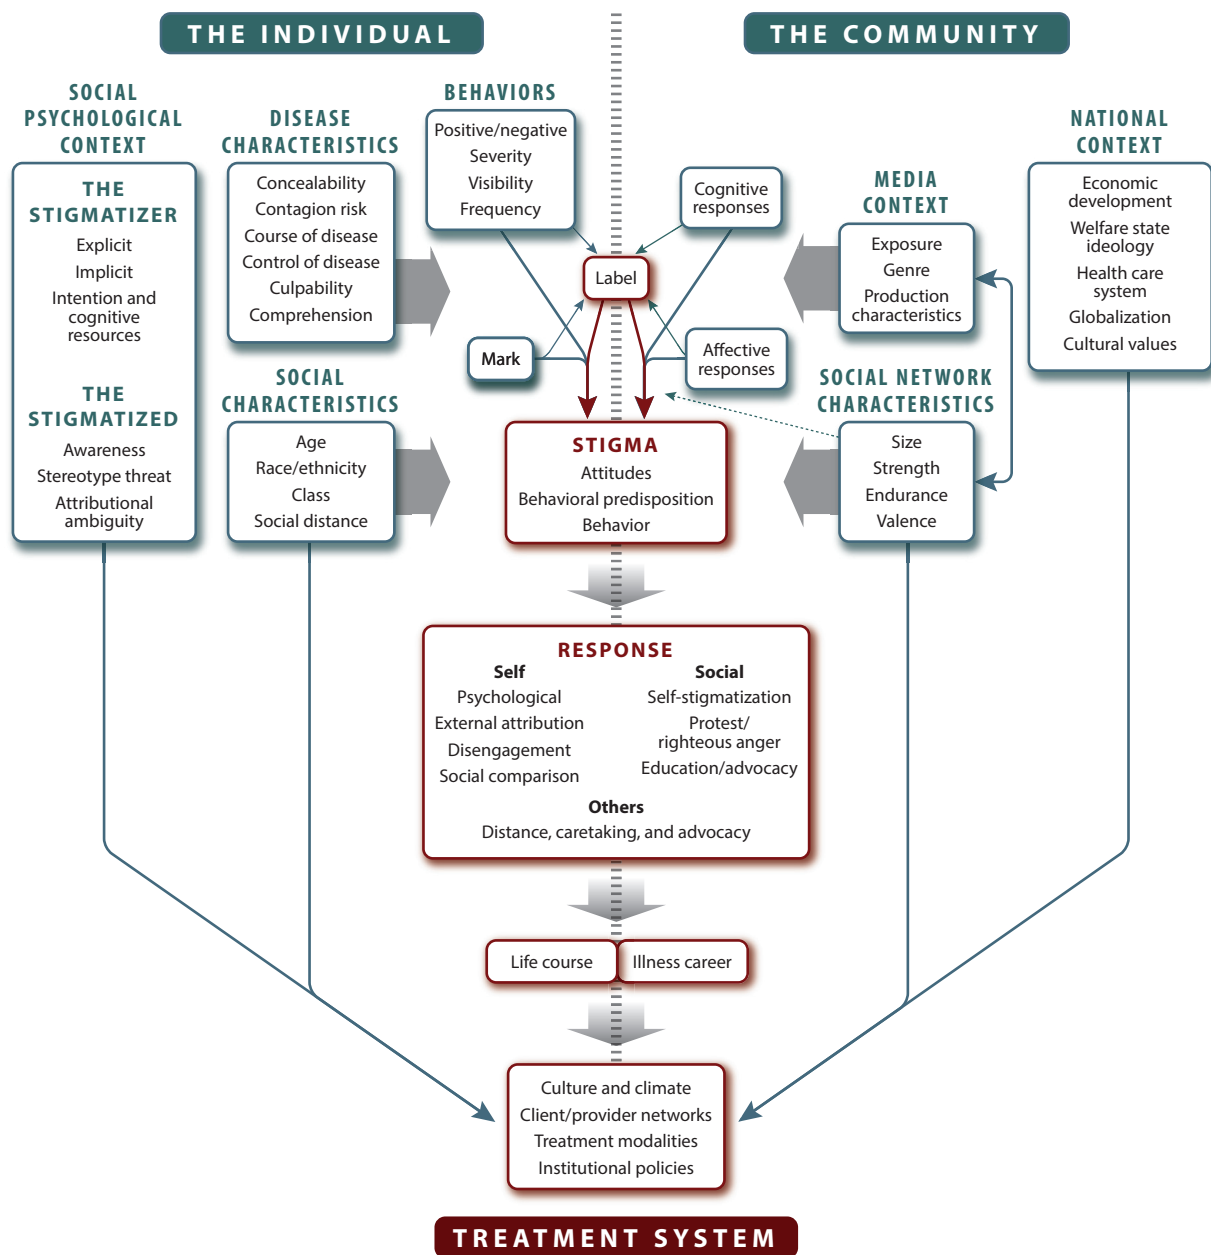 THE INDIVIDUAL
THE COMMUNITY
SOCIAL
PSYCHOLOGICAL
CONTEXT
THE
STIGMATIZER
Explicit
Implicit
Intention and
cognitive
resources
THE
STIGMATIZED
Awareness
Stereotype threat
Attributional
ambiguity
DISEASE
CHARACTERISTICS
Concealability
Contagion risk
Course of disease
Control of disease
Culpability
Comprehension
SOCIAL
CHARACTERISTICS
Age
Race/ethnicity
Class
Social distance
BEHAVIORS
Positive/negative
Severity
Visibility
Frequency
Cognitive
responses
Label
Mark
Affective
responses
MEDIA
CONTEXT
Exposure
Genre
Production
characteristics
SOCIAL NETWORK
CHARACTERISTICS
Size
Strength
Endurance
Valence
NATIONAL
CONTEXT
Economic
development
Welfare state
ideology
Health care
system
Globalization
Cultural values
STIGMA
Attitudes
Behavioral predisposition
Behavior
RESPONSE
Self
Psychological
External attribution
Disengagement
Social comparison
Social
Self-stigmatization
Protest/
righteous anger
Education/advocacy
Others
Distance, caretaking, and advocacy
Life course
Illness career
Culture and climate
Client/provider networks
Treatment modalities
Institutional policies
TREATMENT SYSTEM